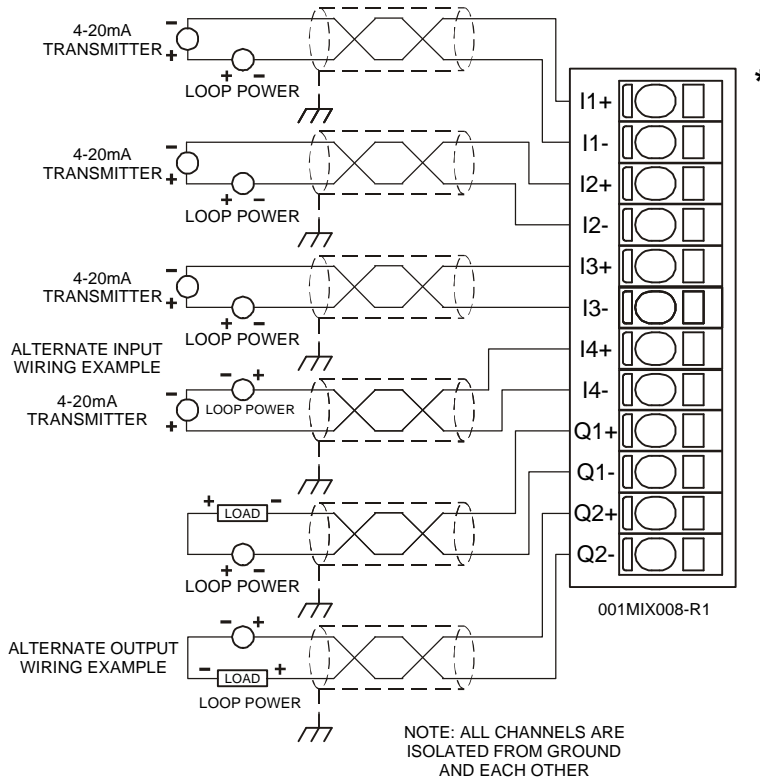 4-20mA
TRANSMITTER
-
+
+ -
LOOP POWER
4-20mA
TRANSMITTER
-
+
+ -
LOOP POWER
4-20mA
TRANSMITTER
-
+
+ -
LOOP POWER
ALTERNATE INPUT
WIRING EXAMPLE
4-20mA
TRANSMITTER
-
+
- +
LOOP POWER
+ LOAD -
+ -
LOOP POWER
ALTERNATE OUTPUT
WIRING EXAMPLE
- +
- LOAD +
LOOP POWER
*
I1+
I1-
I2+
I2-
I3+
I3-
I4+
I4-
Q1+
Q1-
Q2+
Q2-
001MIX008-R1
NOTE: ALL CHANNELS ARE
ISOLATED FROM GROUND
AND EACH OTHER